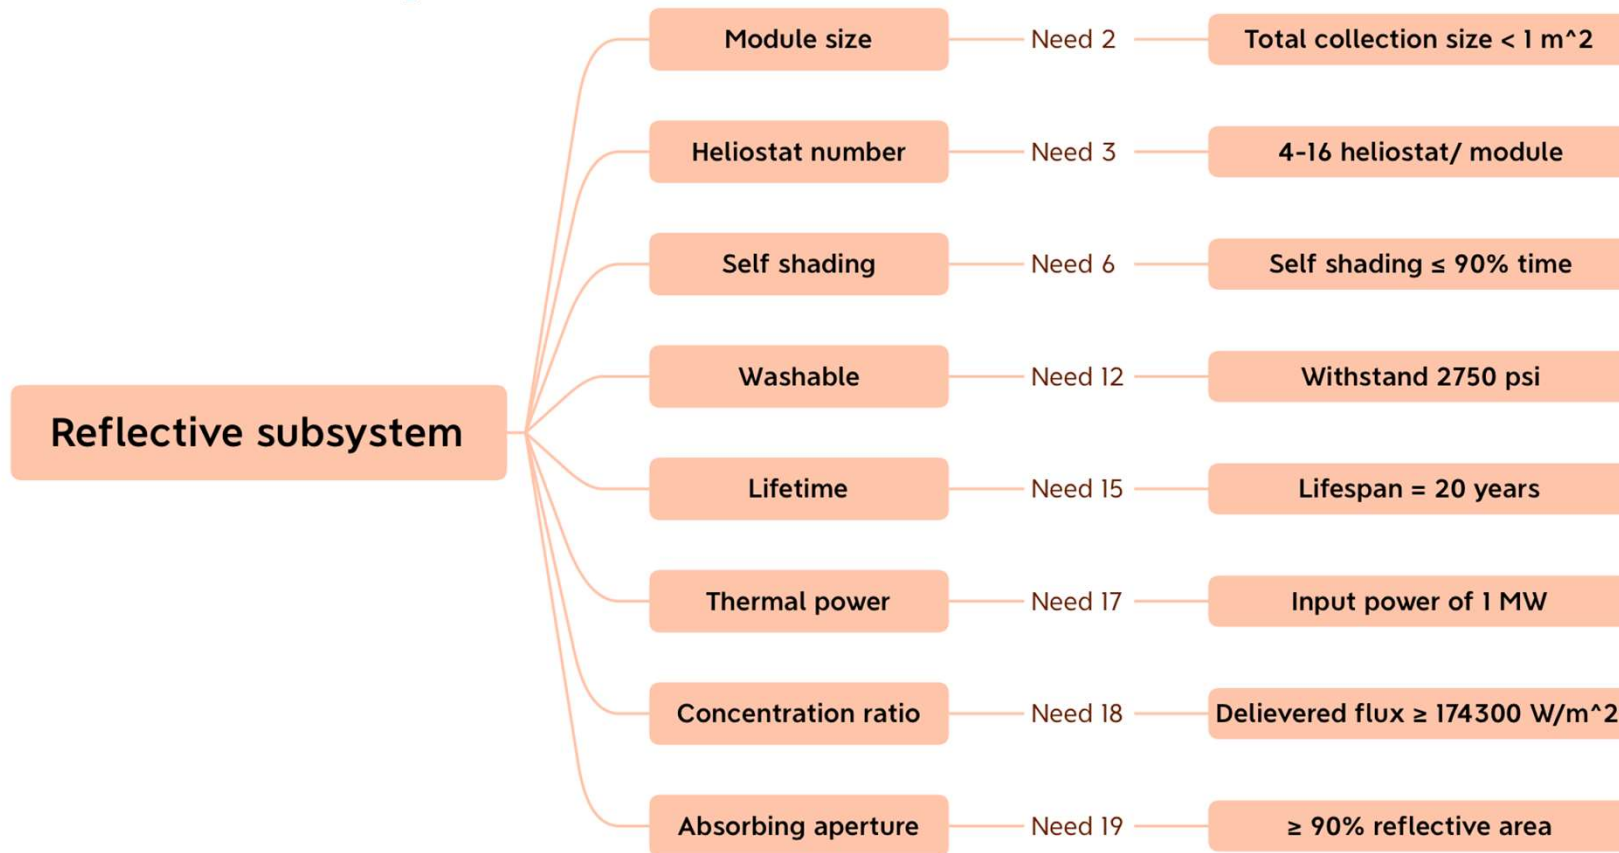 Module size Need 2 Total collection size < 1 m^2
Heliostat number Need 3 4-16 heliostat/ module
Self shading Need 6 Self shading ≤ 90% time
Washable Need 12 Withstand 2750 psi
Reflective subsystem
Lifetime Need 15 Lifespan = 20 years
Thermal power Need 17 Input power of 1 MW
Concentration ratio Need 18 Delievered flux ≥ 174300 W/m^2
Absorbing aperture Need 19 ≥ 90% reflective area